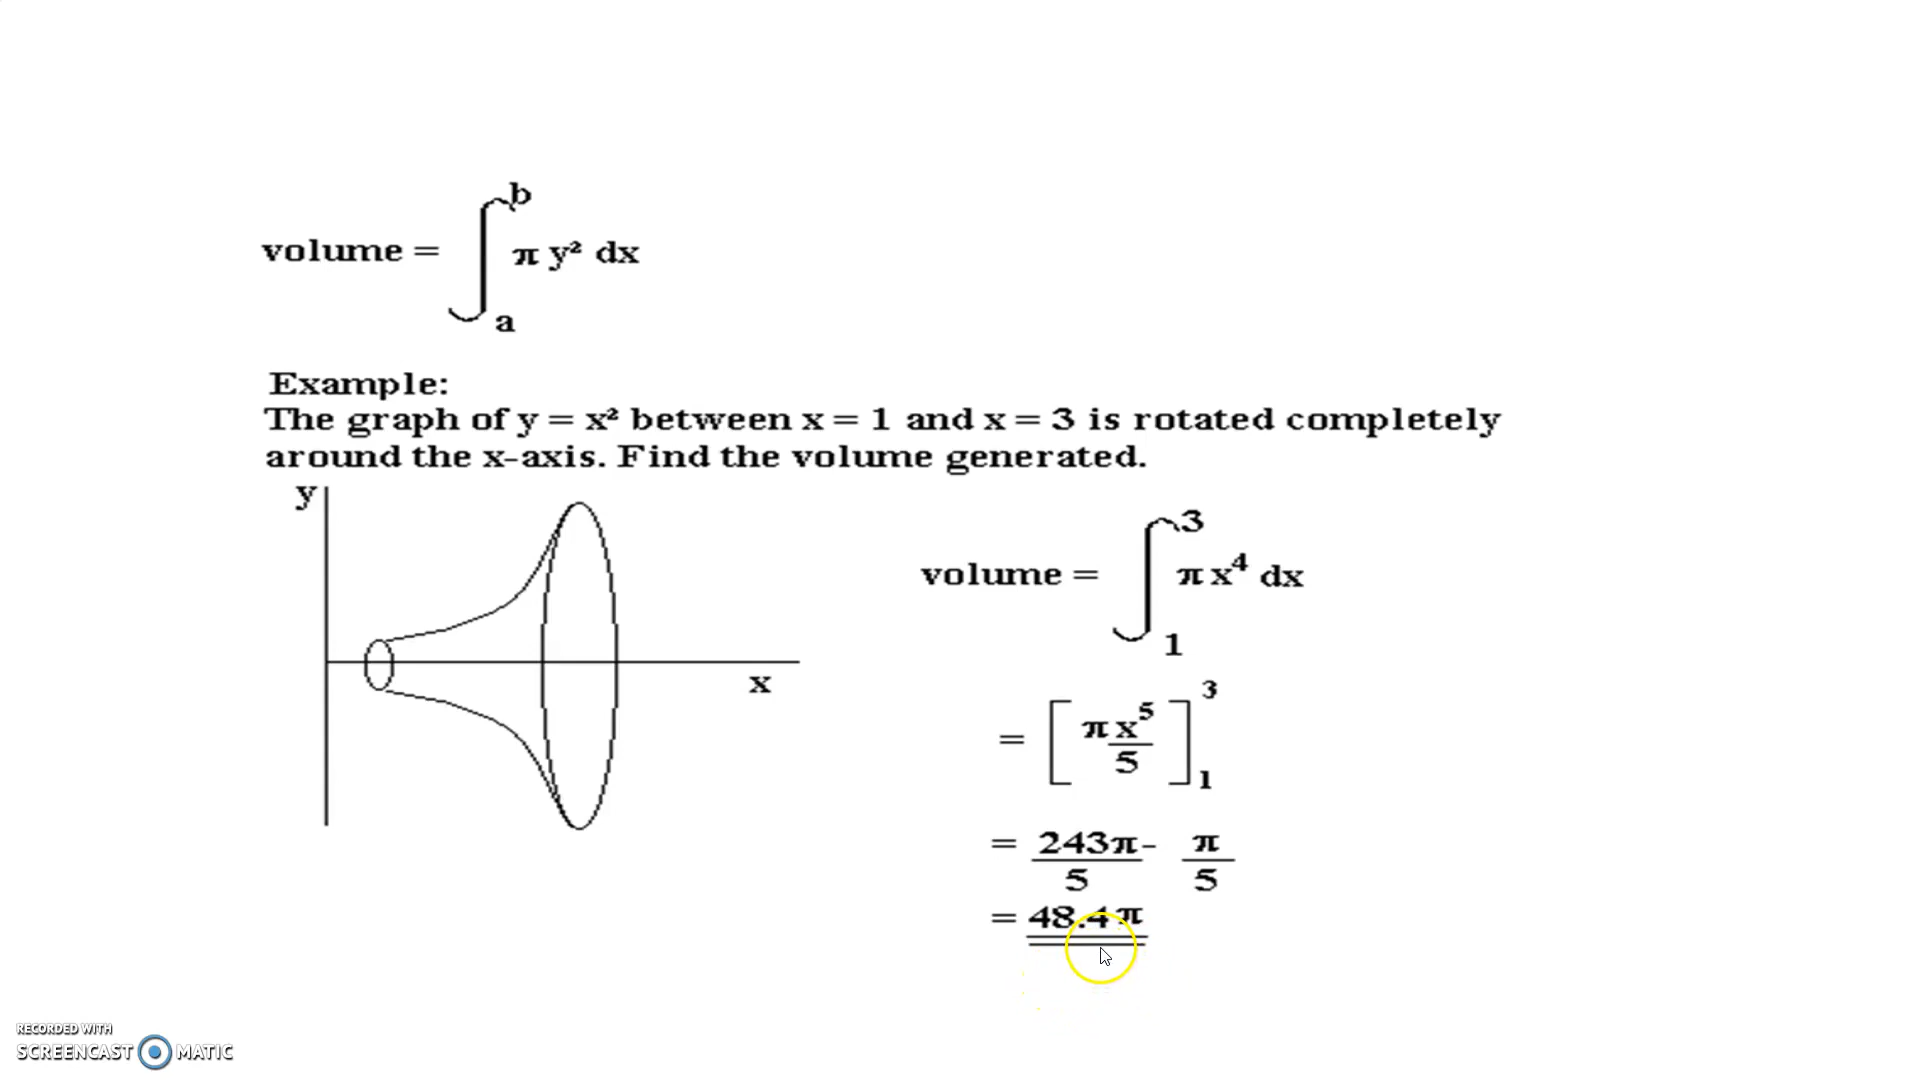 b
volume = ∫ π y² dx
a
Example:
The graph of y = x² between x = 1 and x = 3 is rotated completely
around the x-axis. Find the volume generated.
y
x
3
volume = ∫ π x⁴ dx
1
= [ π x⁵/5 ]
3
1
= 243π/5 - π/5
= 48.4π
RECORDED WITH
SCREENCAST MATIC